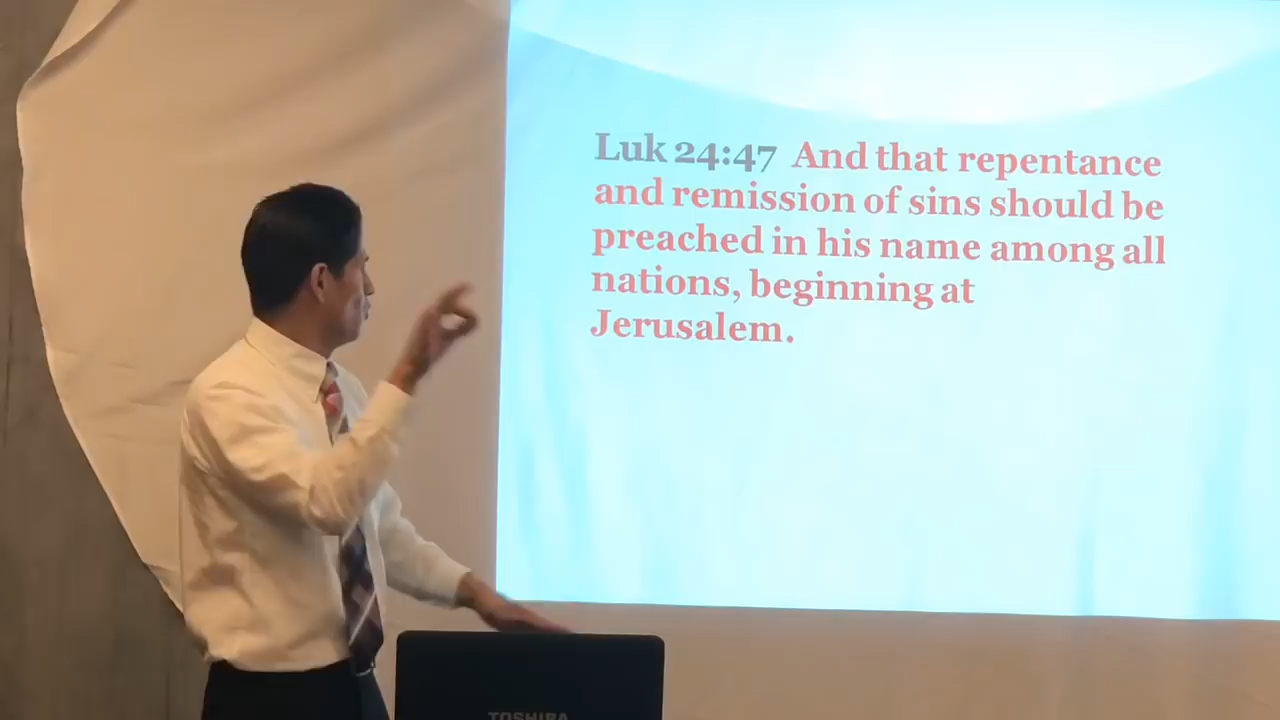 Luk 24:47 And that repentance
and remission of sins should be
preached in his name among all
nations, beginning at
Jerusalem.
TOSHIBA